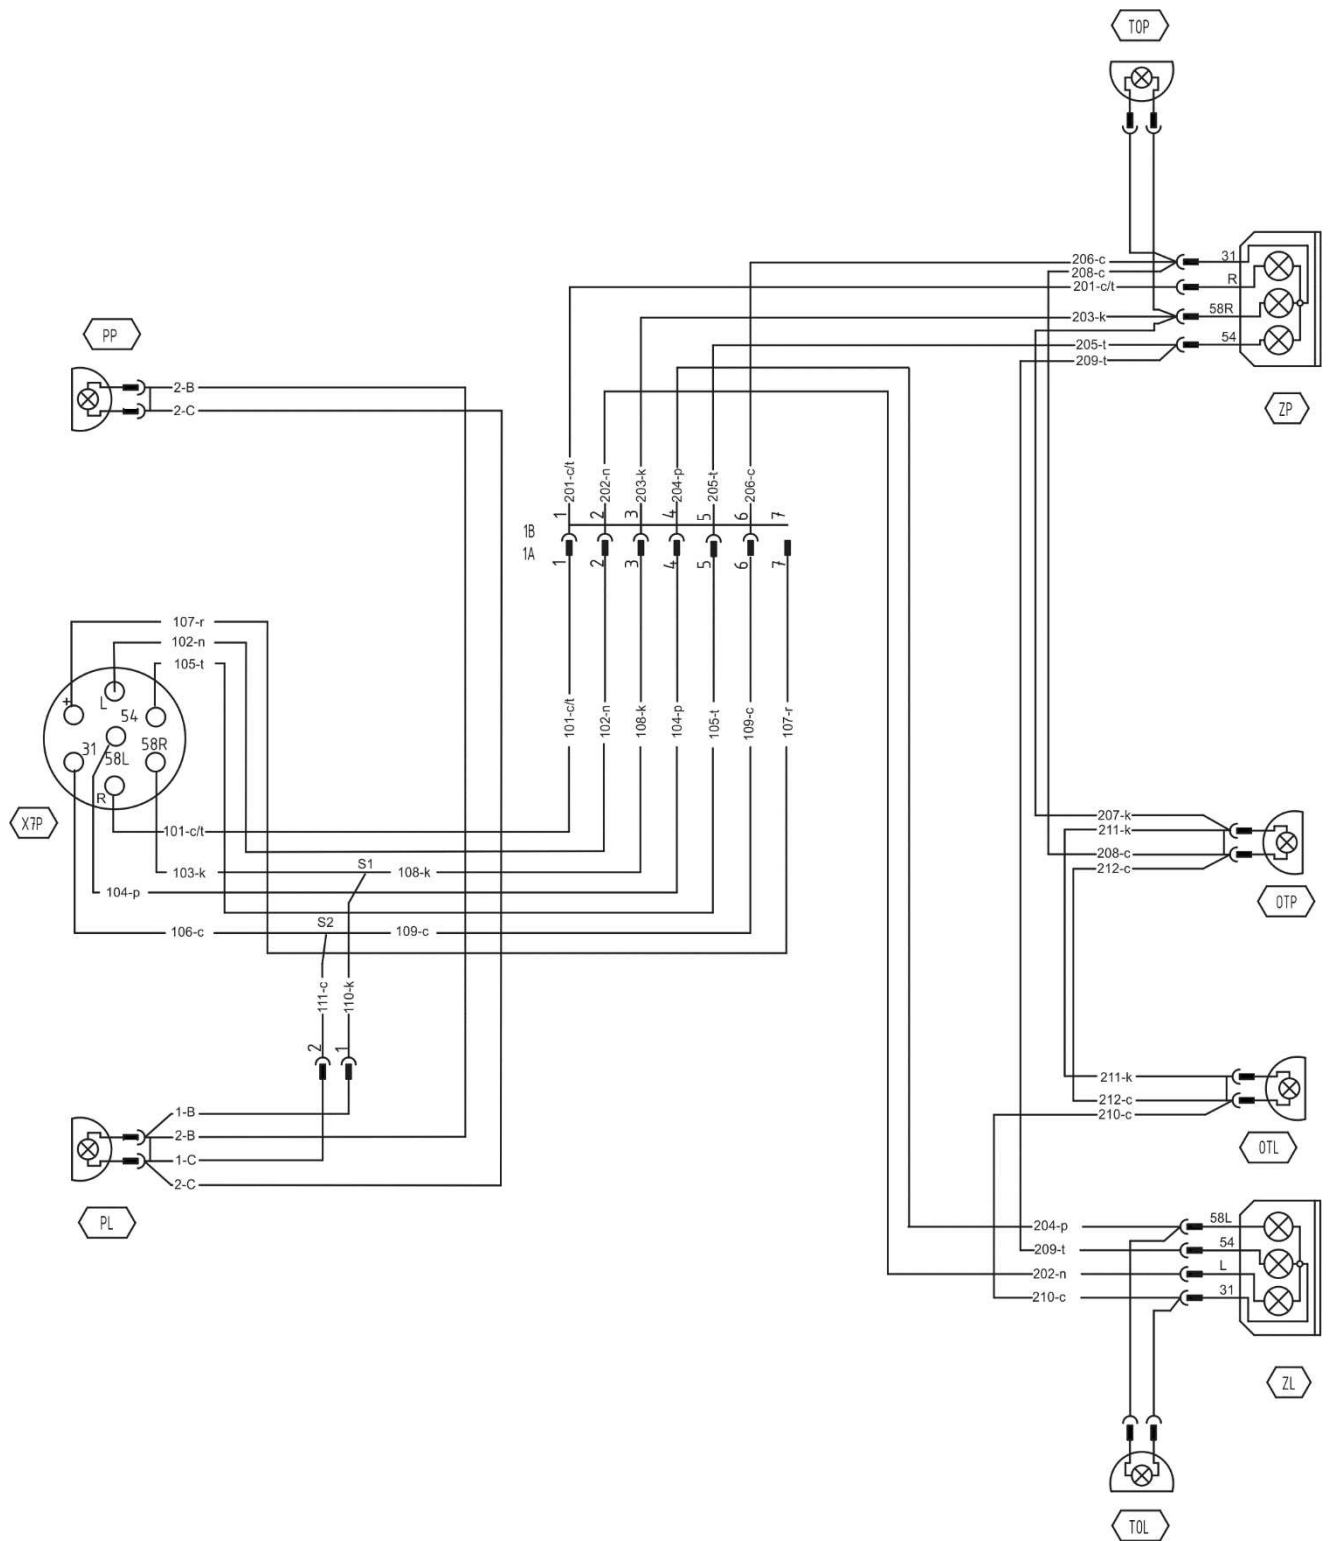 TOP
206-c
31
208-c
201-c/t
R
203-k
58R
205-t
54
209-t
ZP
PP
2-B
2-C
201-c/t
202-n
203-k
204-p
205-t
206-c
1 2 3 4 5 6 7
1B
1A
1 2 3 4 5 6 7
107-r
102-n
105-t
+
L
54
31
58L
58R
R
X7P
101-c/t
102-n
108-k
104-p
105-t
109-c
107-r
101-c/t
103-k
S1
108-k
104-p
106-c
S2
109-c
111-c
110-k
2 1
1-B
2-B
1-C
2-C
PL
207-k
211-k
208-c
212-c
OTP
211-k
212-c
210-c
OTL
204-p
58L
209-t
54
202-n
L
210-c
31
ZL
TOL